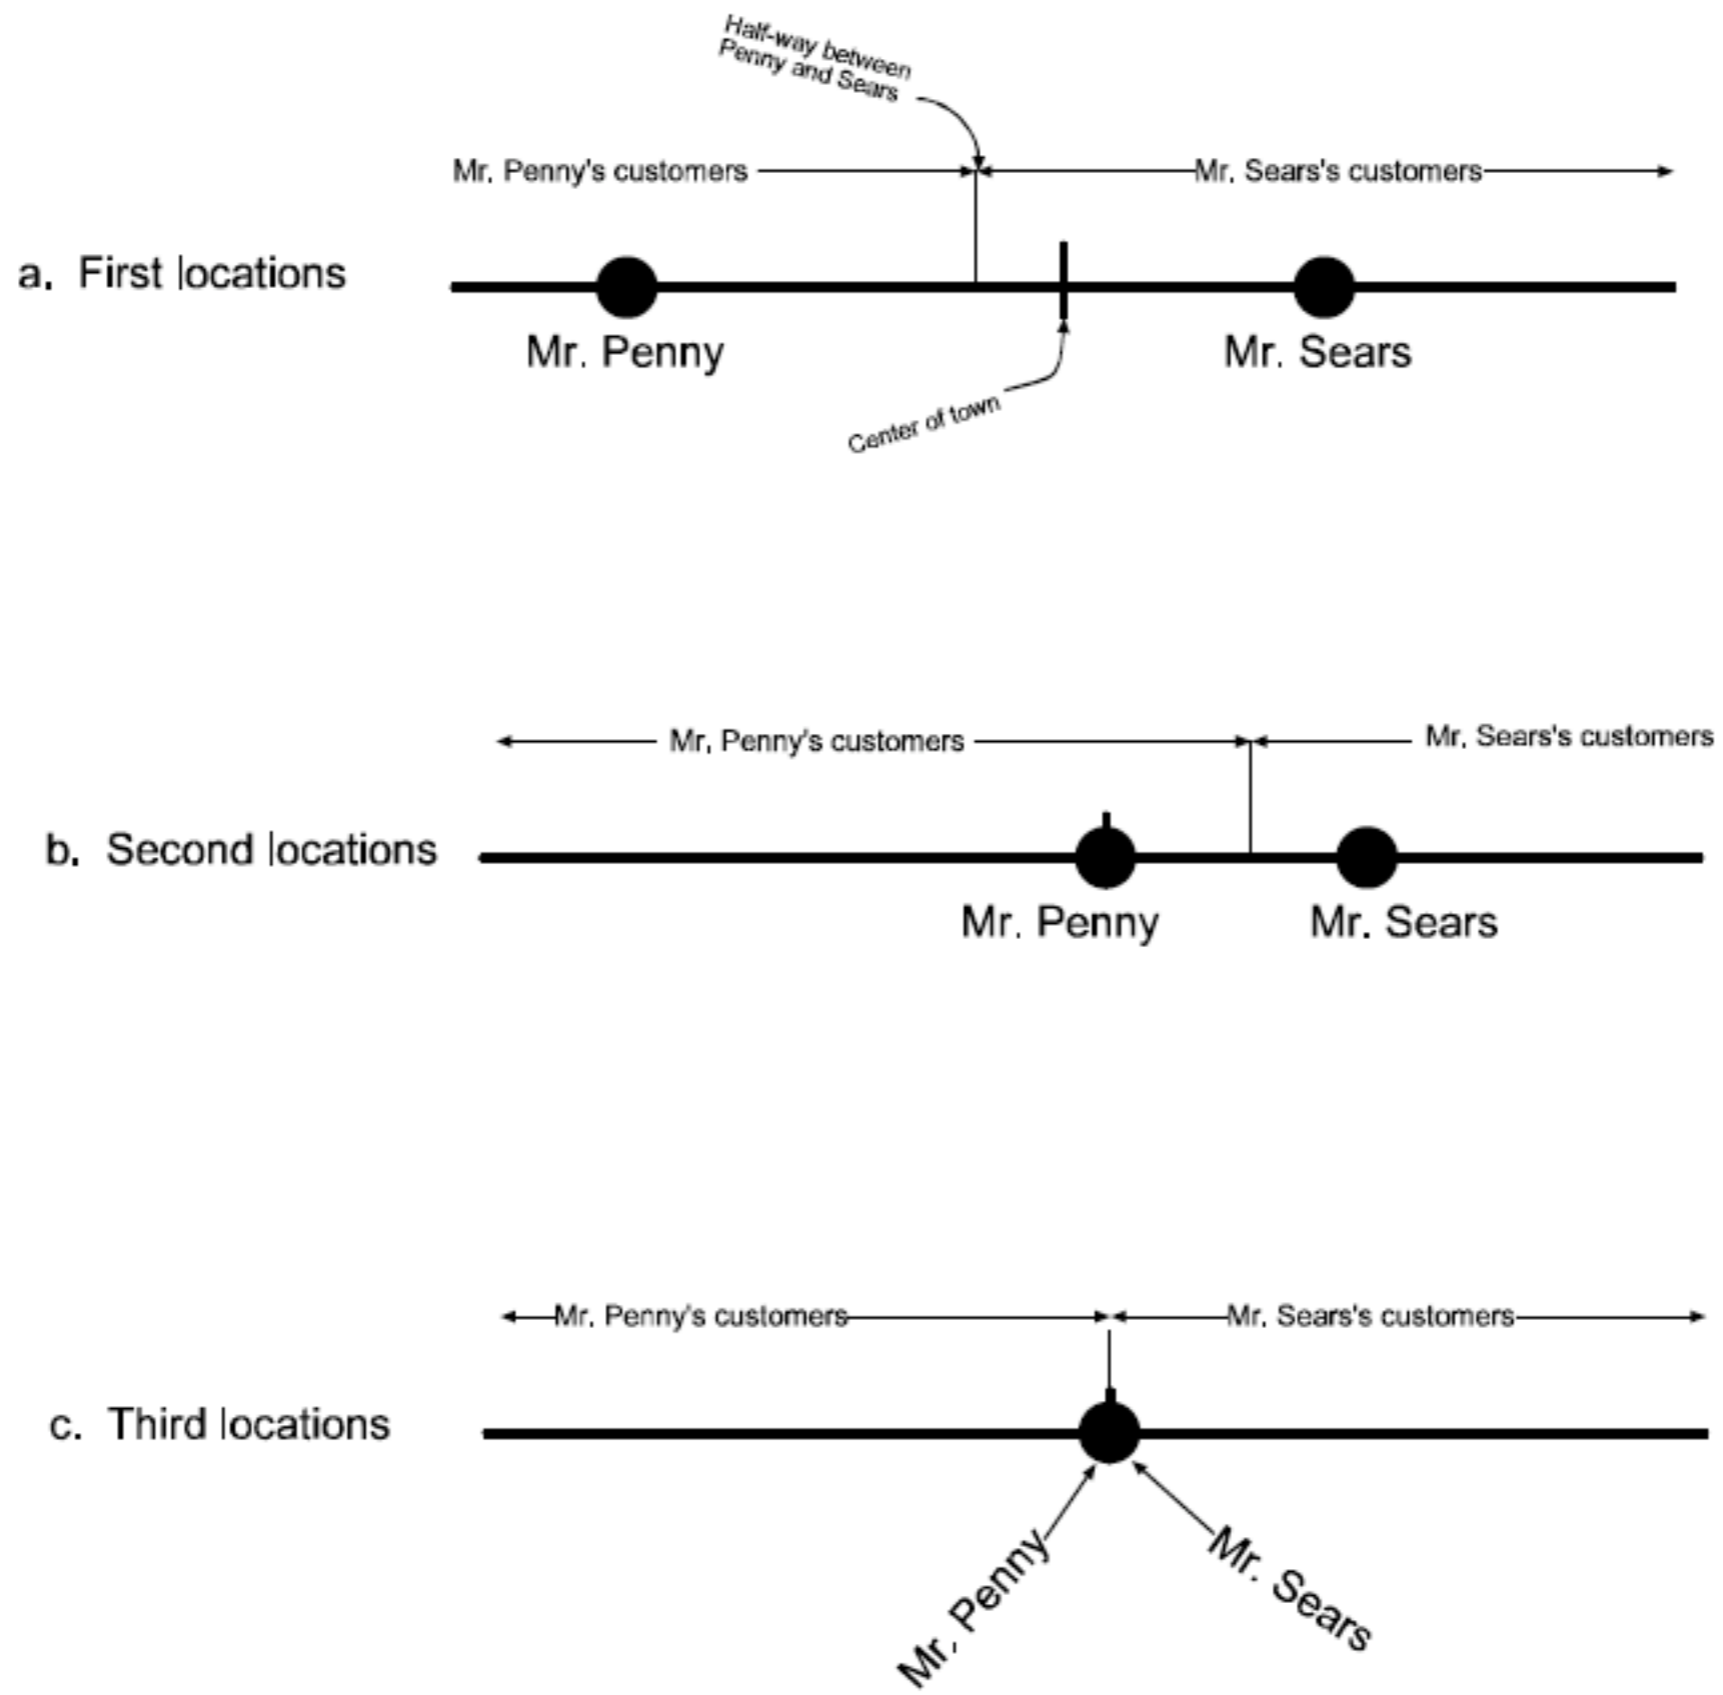 Half-way between
Penny and Sears
Mr. Penny's customers
Mr. Sears's customers
a. First locations
Mr. Penny
Mr. Sears
Center of town
Mr. Penny's customers
Mr. Sears's customers
b. Second locations
Mr. Penny
Mr. Sears
Mr. Penny's customers
Mr. Sears's customers
c. Third locations
Mr. Penny
Mr. Sears